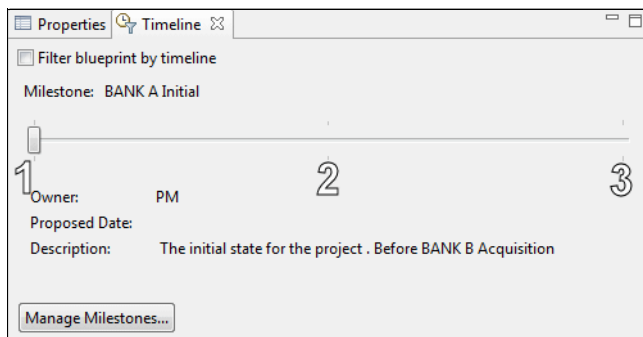 Properties Timeline
Filter blueprint by timeline
Milestone: BANK A Initial
1 2 3
Owner: PM
Proposed Date:
Description: The initial state for the project . Before BANK B Acquisition
Manage Milestones...